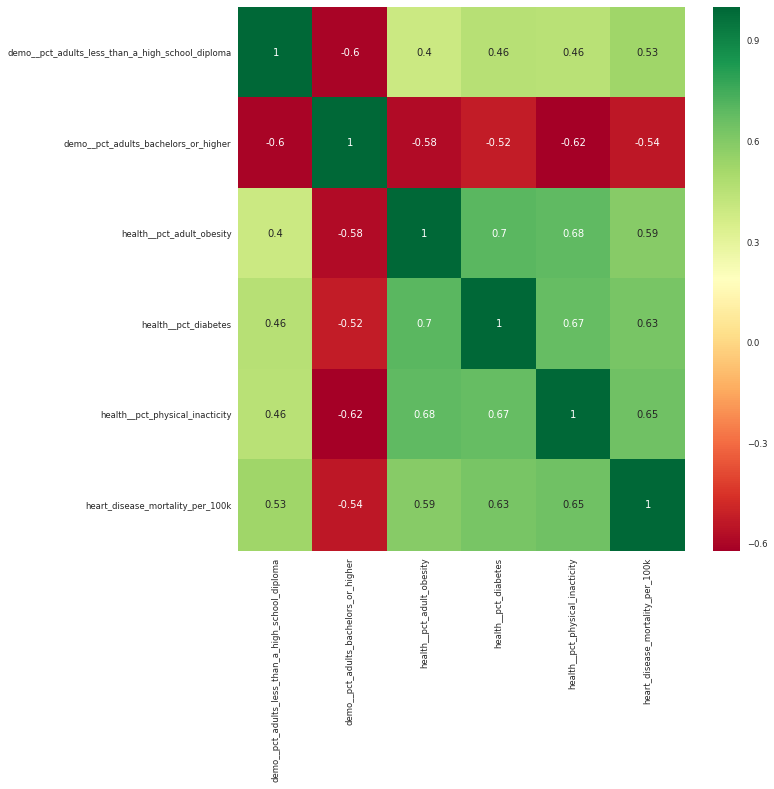 demo__pct_adults_less_than_a_high_school_diploma 1 -0.6 0.4 0.46 0.46 0.53
demo__pct_adults_bachelors_or_higher -0.6 1 -0.58 -0.52 -0.62 -0.54
health__pct_adult_obesity 0.4 -0.58 1 0.7 0.68 0.59
health__pct_diabetes 0.46 -0.52 0.7 1 0.67 0.63
health__pct_physical_inacticity 0.46 -0.62 0.68 0.67 1 0.65
heart_disease_mortality_per_100k 0.53 -0.54 0.59 0.63 0.65 1
demo__pct_adults_less_than_a_high_school_diploma
demo__pct_adults_bachelors_or_higher
health__pct_adult_obesity
health__pct_diabetes
health__pct_physical_inacticity
heart_disease_mortality_per_100k
0.9
0.6
0.3
0.0
−0.3
−0.6